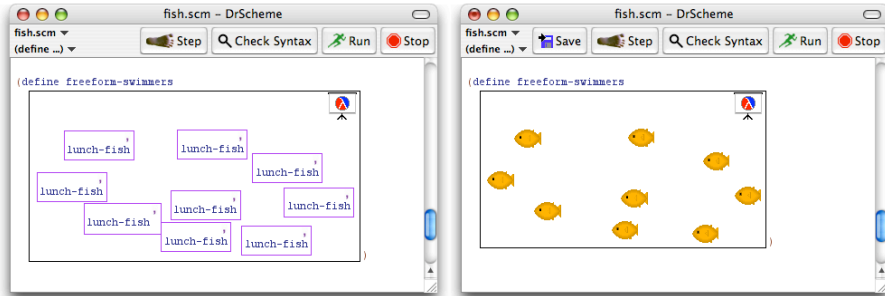 fish.scm – DrScheme
fish.scm ▼
(define ...) ▼
Step
Check Syntax
Run
Stop
(define freeform-swimmers
'
lunch-fish
'
lunch-fish
'
lunch-fish
'
lunch-fish
'
lunch-fish
'
lunch-fish
'
lunch-fish
'
lunch-fish
'
lunch-fish
)
fish.scm – DrScheme
fish.scm ▼
(define ...) ▼
Save
Step
Check Syntax
Run
Stop
(define freeform-swimmers
)